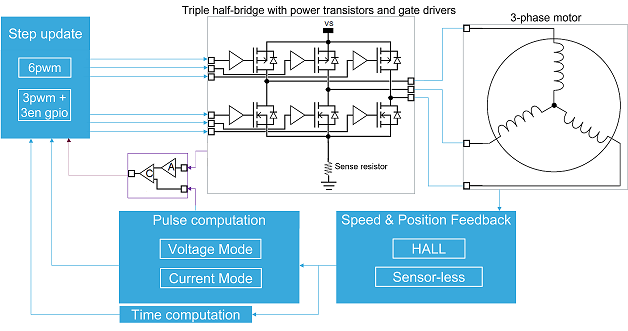 Triple half-bridge with power transistors and gate drivers
3-phase motor
Step update
VS
6pwm
3pwm +
3en gpio
Sense resistor
A
C
Pulse computation
Speed & Position Feedback
Voltage Mode
HALL
Current Mode
Sensor-less
Time computation